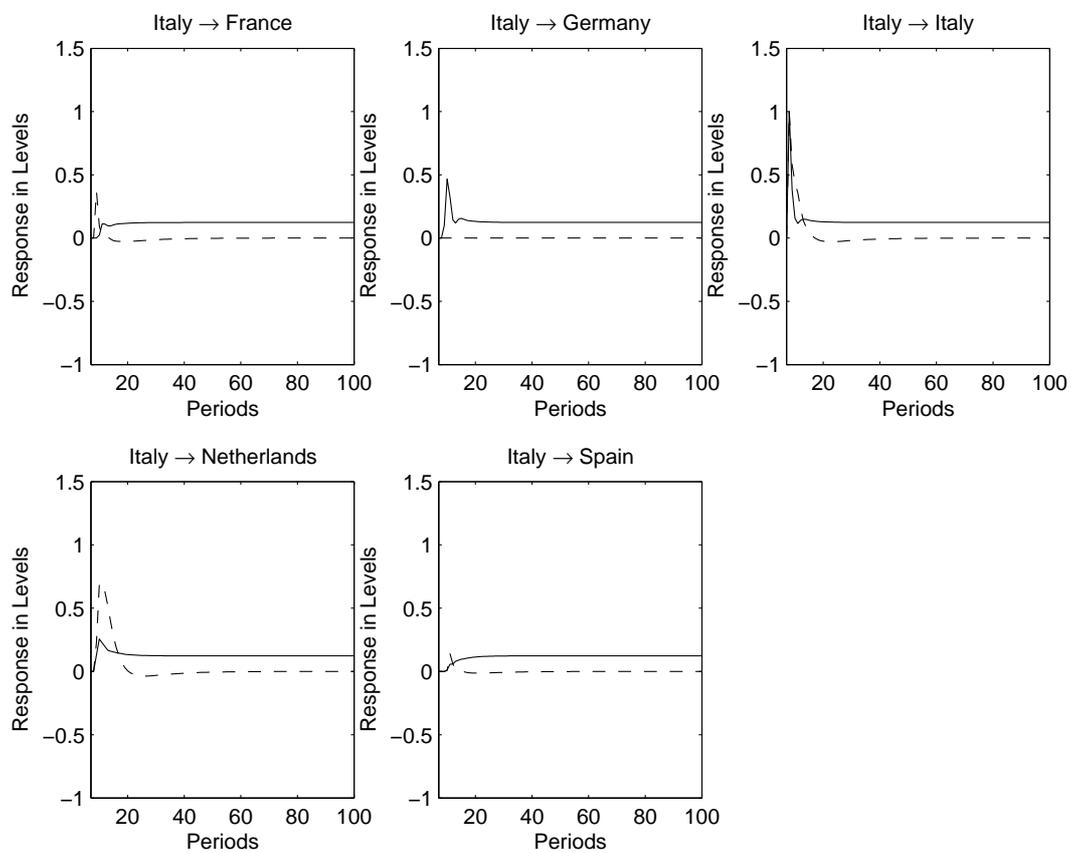 Italy → France
Italy → Germany
Italy → Italy
1.5
1
0.5
0
−0.5
−1
Response in Levels
20 40 60 80 100
Periods
1.5
1
0.5
0
−0.5
−1
Response in Levels
20 40 60 80 100
Periods
1.5
1
0.5
0
−0.5
−1
Response in Levels
20 40 60 80 100
Periods
Italy → Netherlands
Italy → Spain
1.5
1
0.5
0
−0.5
−1
Response in Levels
20 40 60 80 100
Periods
1.5
1
0.5
0
−0.5
−1
Response in Levels
20 40 60 80 100
Periods